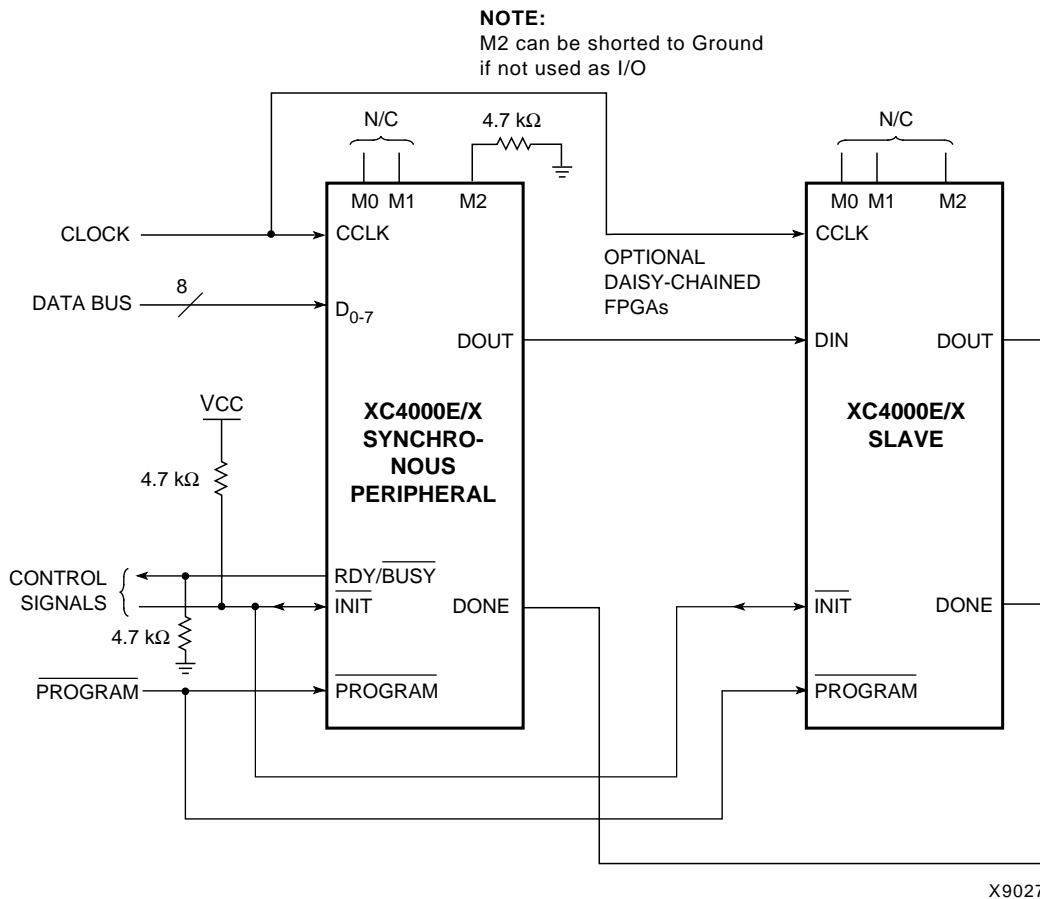 NOTE:
M2 can be shorted to Ground
if not used as I/O
N/C
4.7 kΩ
N/C
M0 M1
M2
M0 M1
M2
CLOCK
CCLK
CCLK
OPTIONAL
DAISY-CHAINED
FPGAs
DATA BUS
8
D0-7
DOUT
DIN
DOUT
VCC
4.7 kΩ
XC4000E/X
SYNCHRO-
NOUS
PERIPHERAL
XC4000E/X
SLAVE
CONTROL
SIGNALS
RDY/BUSY
INIT
DONE
INIT
DONE
4.7 kΩ
PROGRAM
PROGRAM
PROGRAM
X9027